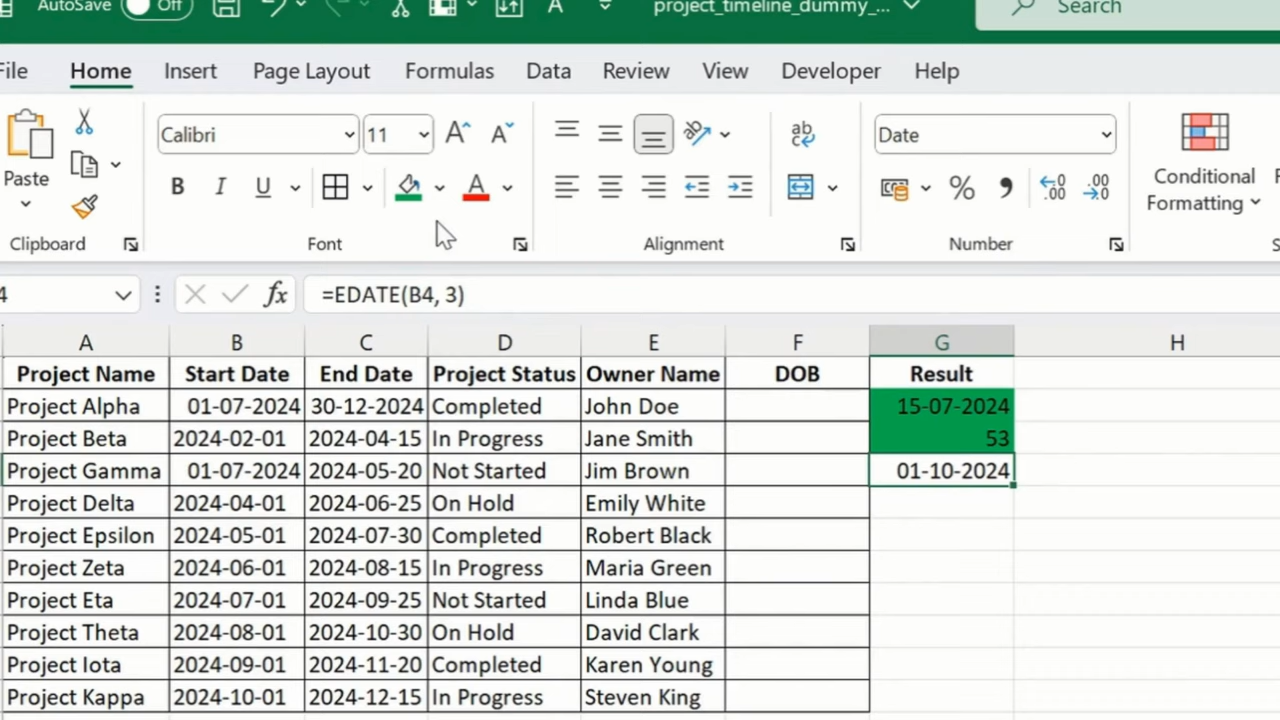 AutoSave Off project_timeline_dummy_... Search
File Home Insert Page Layout Formulas Data Review View Developer Help
Calibri 11 Date
Paste
Conditional
Formatting
Clipboard Font Alignment Number
4 =EDATE(B4, 3)
A B C D E F G H
Project Name Start Date End Date Project Status Owner Name DOB Result
Project Alpha 01-07-2024 30-12-2024 Completed John Doe 15-07-2024
Project Beta 2024-02-01 2024-04-15 In Progress Jane Smith 53
Project Gamma 01-07-2024 2024-05-20 Not Started Jim Brown 01-10-2024
Project Delta 2024-04-01 2024-06-25 On Hold Emily White
Project Epsilon 2024-05-01 2024-07-30 Completed Robert Black
Project Zeta 2024-06-01 2024-08-15 In Progress Maria Green
Project Eta 2024-07-01 2024-09-25 Not Started Linda Blue
Project Theta 2024-08-01 2024-10-30 On Hold David Clark
Project Iota 2024-09-01 2024-11-20 Completed Karen Young
Project Kappa 2024-10-01 2024-12-15 In Progress Steven King